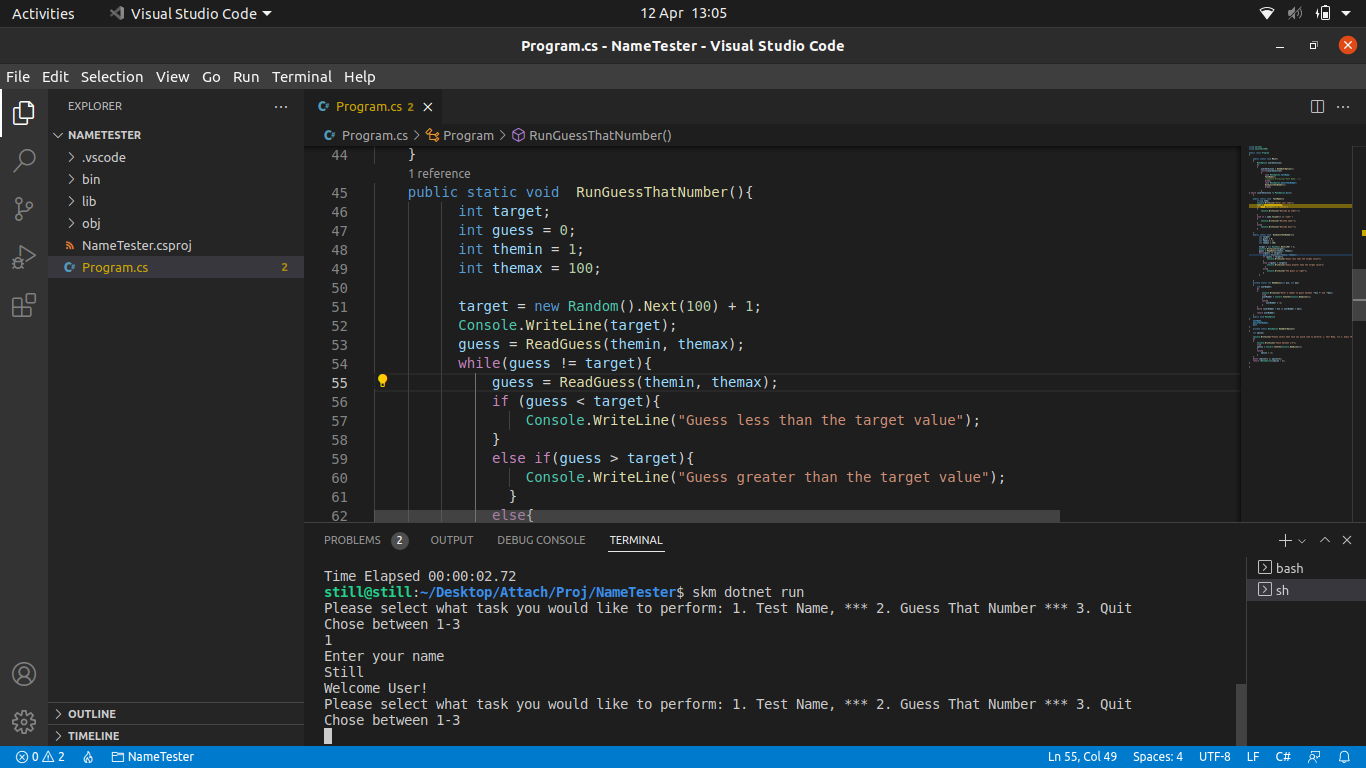 Activities Visual Studio Code 12 Apr 13:05
Program.cs - NameTester - Visual Studio Code
File Edit Selection View Go Run Terminal Help
EXPLORER
NAMETESTER
.vscode
bin
lib
obj
NameTester.csproj
Program.cs 2
OUTLINE
TIMELINE
Program.cs 2
Program.cs > Program > RunGuessThatNumber()
44 }
1 reference
45 public static void  RunGuessThatNumber(){
46 int target;
47 int guess = 0;
48 int themin = 1;
49 int themax = 100;
50
51 target = new Random().Next(100) + 1;
52 Console.WriteLine(target);
53 guess = ReadGuess(themin, themax);
54 while(guess != target){
55 guess = ReadGuess(themin, themax);
56 if (guess < target){
57 Console.WriteLine("Guess less than the target value");
58 }
59 else if(guess > target){
60 Console.WriteLine("Guess greater than the target value");
61 }
62 else{
PROBLEMS 2 OUTPUT DEBUG CONSOLE TERMINAL
Time Elapsed 00:00:02.72
still@still:~/Desktop/Attach/Proj/NameTester$ skm dotnet run
Please select what task you would like to perform: 1. Test Name, *** 2. Guess That Number *** 3. Quit
Chose between 1-3
1
Enter your name
Still
Welcome User!
Please select what task you would like to perform: 1. Test Name, *** 2. Guess That Number *** 3. Quit
Chose between 1-3
bash
sh
0 2 NameTester Ln 55, Col 49 Spaces: 4 UTF-8 LF C#